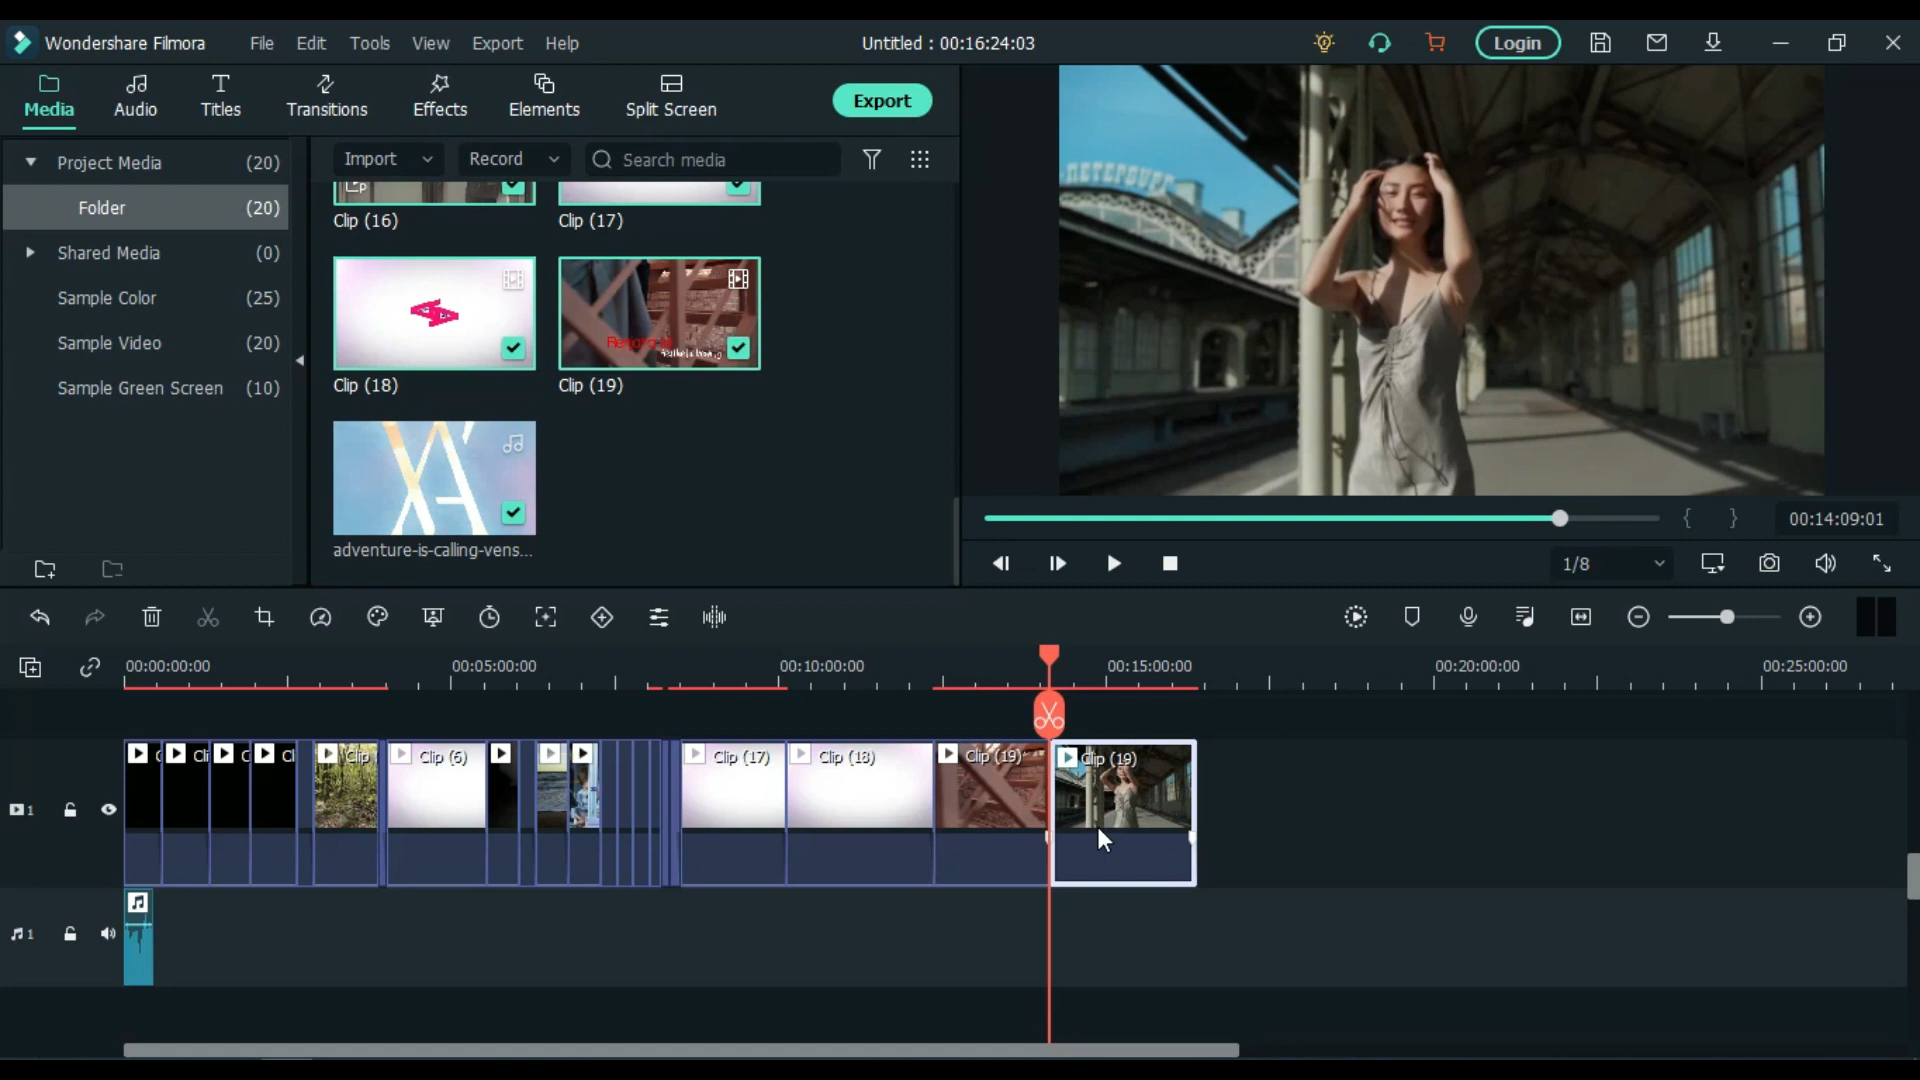 Wondershare Filmora File Edit Tools View Export Help Untitled : 00:16:24:03 Login
Media Audio Titles Transitions Effects Elements Split Screen Export
Project Media (20)
Folder (20)
Shared Media (0)
Sample Color (25)
Sample Video (20)
Sample Green Screen (10)
Import Record Search media
Clip (16) Clip (17)
Clip (18) Clip (19)
adventure-is-calling-vens...
00:14:09:01
1/8
00:00:00:00 00:05:00:00 00:10:00:00 00:15:00:00 00:20:00:00 00:25:00:00
Clip (6) Clip (17) Clip (18) Clip (19) Clip (19)
1
1